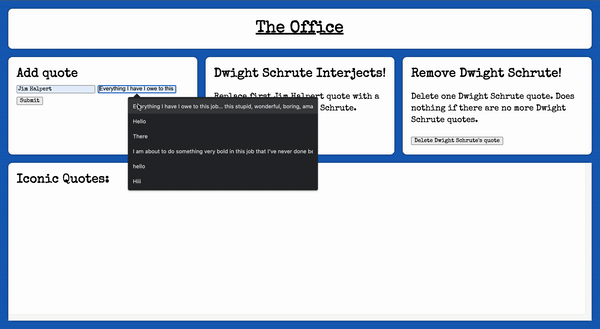 The Office
Add quote
Jim Halpert
Everything I have I owe to this
Submit
Everything I have I owe to this job... this stupid, wonderful, boring, ama
Hello
There
I am about to do something very bold in this job that I've never done be
hello
Hiii
Dwight Schrute Interjects!
Replace first Jim Halpert quote with a
Schrute.
Remove Dwight Schrute!
Delete one Dwight Schrute quote. Does
nothing if there are no more Dwight
Schrute quotes.
Delete Dwight Schrute's quote
Iconic Quotes: